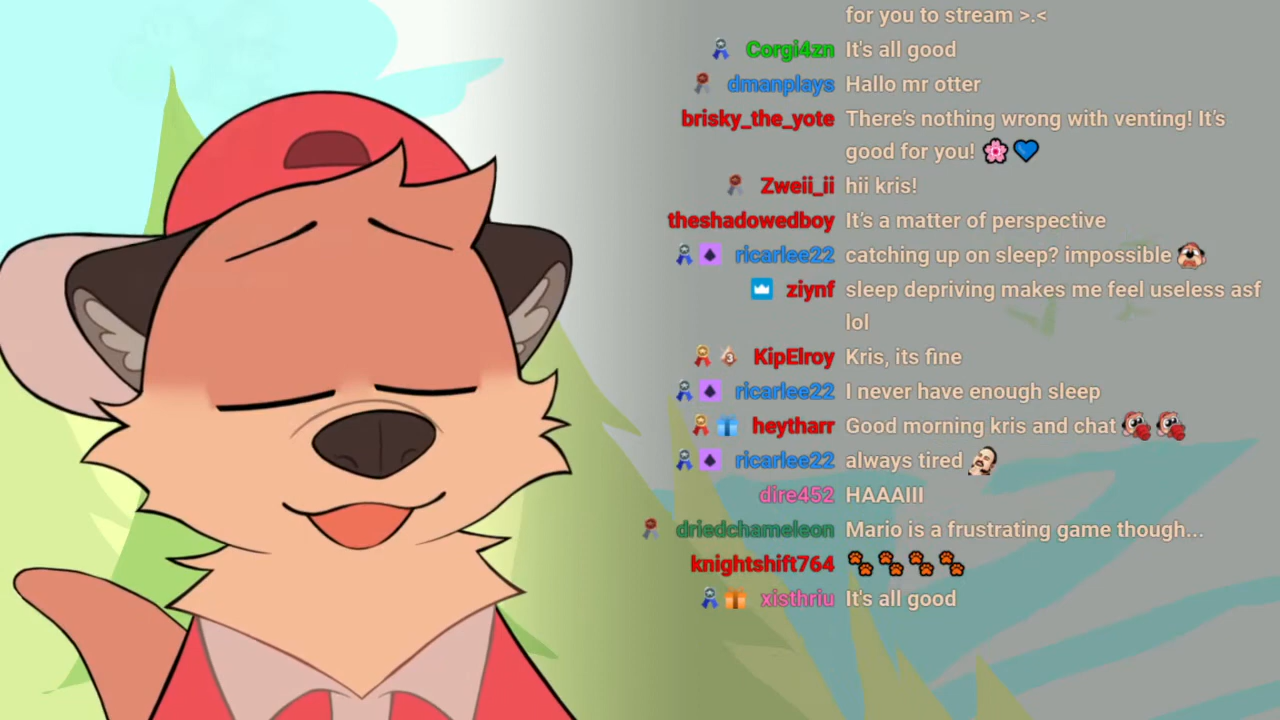 for you to stream >.<
Corgi4zn It's all good
dmanplays Hallo mr otter
brisky_the_yote There's nothing wrong with venting! It's
good for you! 🌸💙
Zweii_ii hii kris!
theshadowedboy It's a matter of perspective
ricarlee22 catching up on sleep? impossible
ziynf sleep depriving makes me feel useless asf
lol
3 KipElroy Kris, its fine
ricarlee22 I never have enough sleep
heytharr Good morning kris and chat
ricarlee22 always tired
dire452 HAAAIII
driedchameleon Mario is a frustrating game though...
knightshift764 🐾🐾🐾🐾
xisthriu It's all good